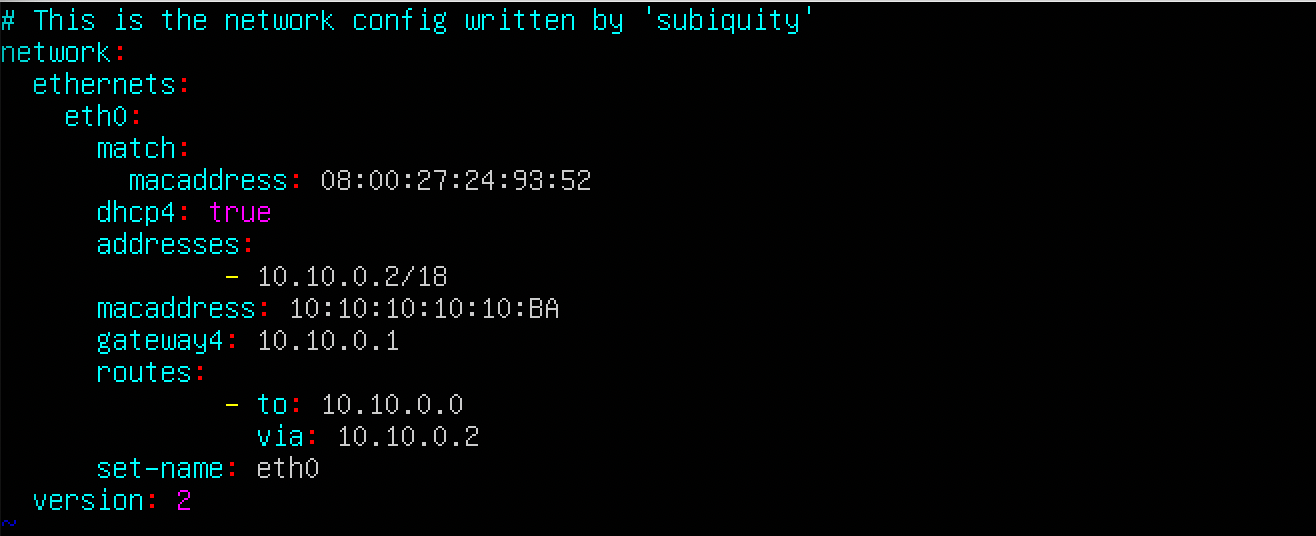 # This is the network config written by 'subiquity'
network:
  ethernets:
    eth0:
      match:
        macaddress: 08:00:27:24:93:52
      dhcp4: true
      addresses:
              - 10.10.0.2/18
      macaddress: 10:10:10:10:10:BA
      gateway4: 10.10.0.1
      routes:
              - to: 10.10.0.0
                via: 10.10.0.2
      set-name: eth0
  version: 2
~